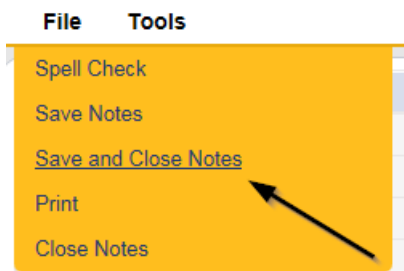 File Tools
Spell Check
Save Notes
Save and Close Notes
Print
Close Notes